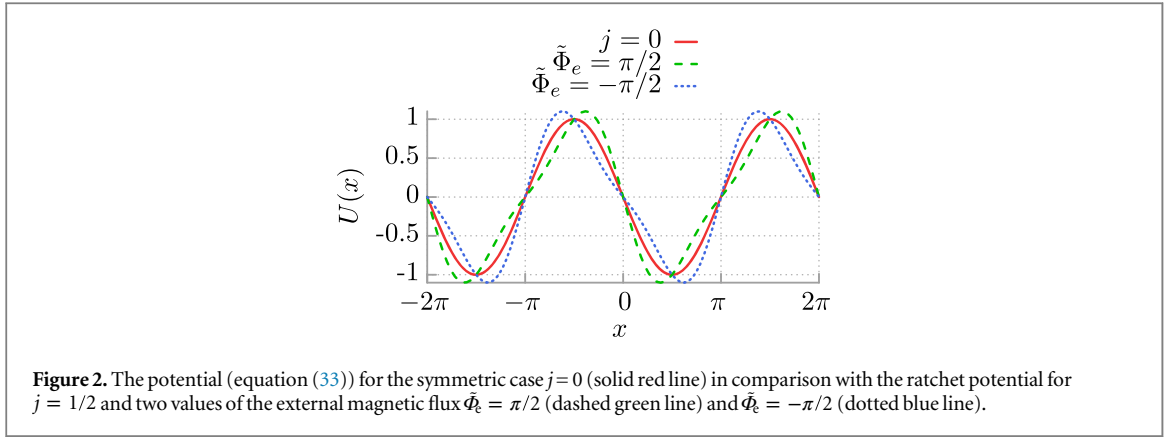 j = 0
Φ̃e = π/2
Φ̃e = −π/2
1
0.5
0
-0.5
-1
U(x)
−2π −π 0 π 2π
x
Figure 2. The potential (equation (33)) for the symmetric case j = 0 (solid red line) in comparison with the ratchet potential for
j = 1/2 and two values of the external magnetic flux Φ̃e = π/2 (dashed green line) and Φ̃e = −π/2 (dotted blue line).